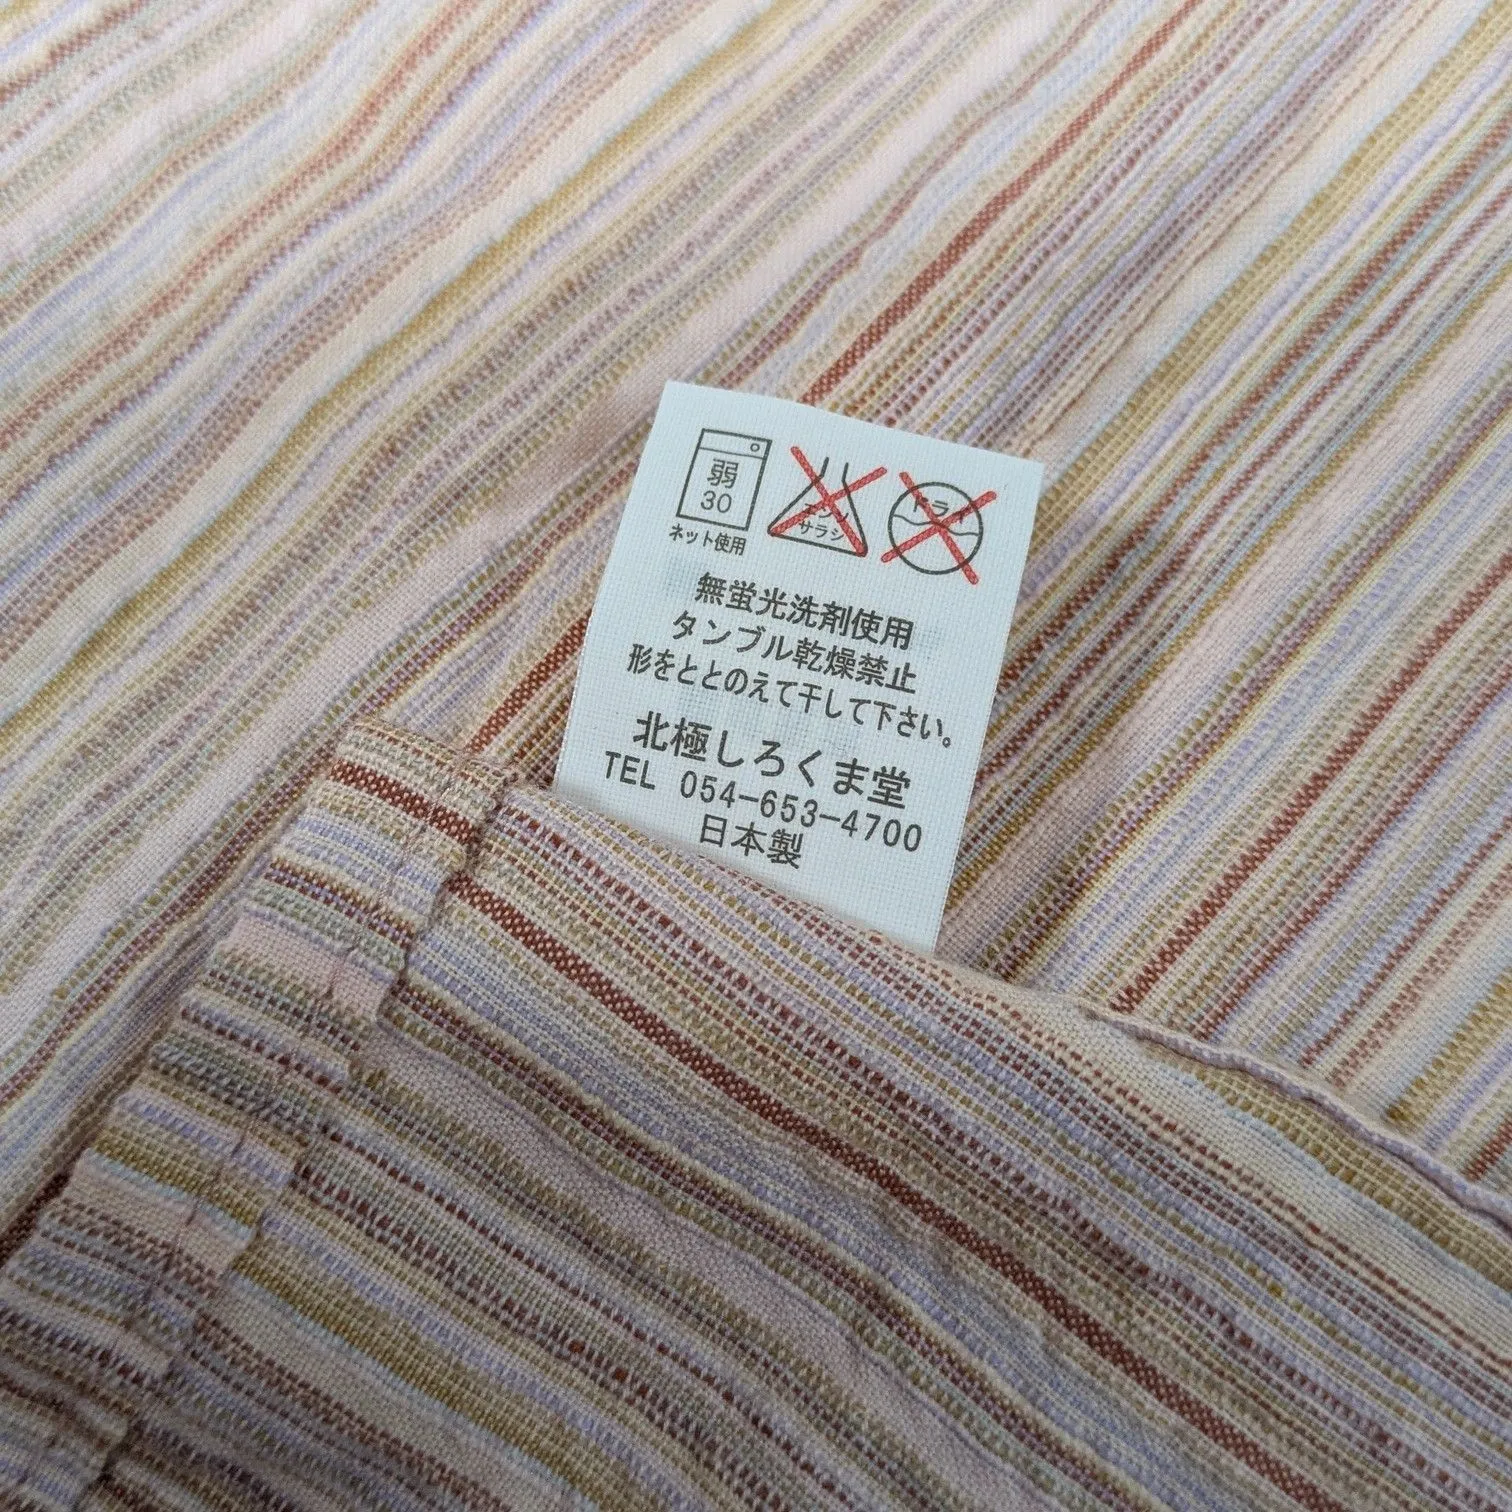 弱
30
ネット使用
エンソ
サラシ
ドライ
無蛍光洗剤使用
タンブル乾燥禁止
形をととのえて干して下さい。
北極しろくま堂
TEL 054-653-4700
日本製